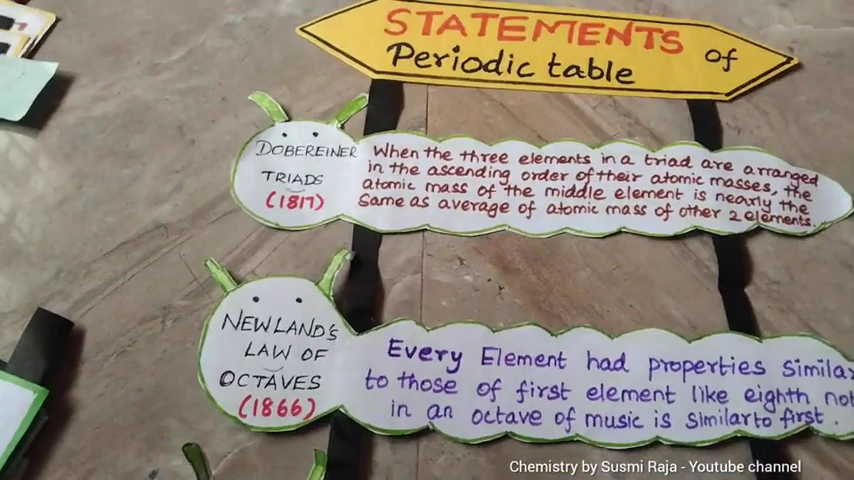 STATEMENTS of
Periodic table
DOBEREINER
TRIADS
(1817)
When the three elements in a triad are arranged
in the ascending order of their atomic masses, the
atomic mass of the middle element is nearly the
same as average of atomic mass of other 2 elements.
NEWLAND'S
LAW OF
OCTAVES
(1866)
Every Element had properties similar
to those of first element like eighth not
in an octave of music is similar to first.
Chemistry by Susmi Raja - Youtube channel